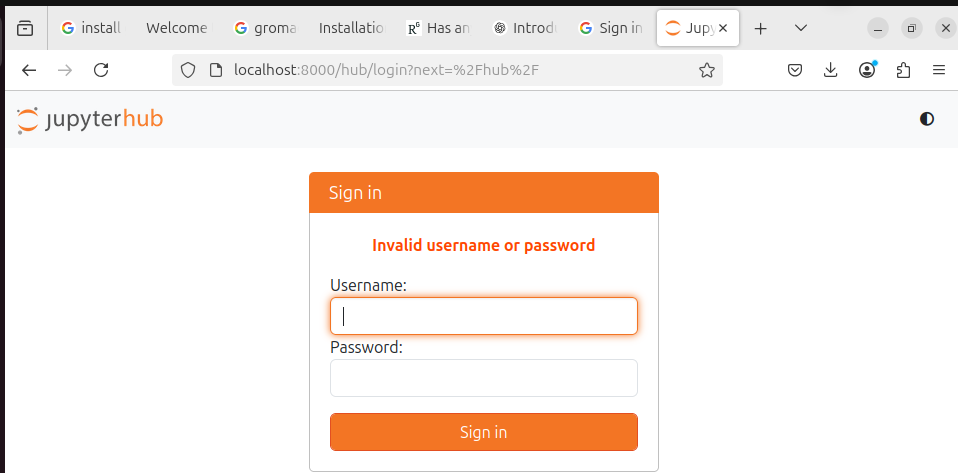 install
Welcome
groma
Installatio
Has an
Introd
Sign in
Jupy
localhost:8000/hub/login?next=%2Fhub%2F
jupyterhub
Sign in
Invalid username or password
Username:
Password:
Sign in